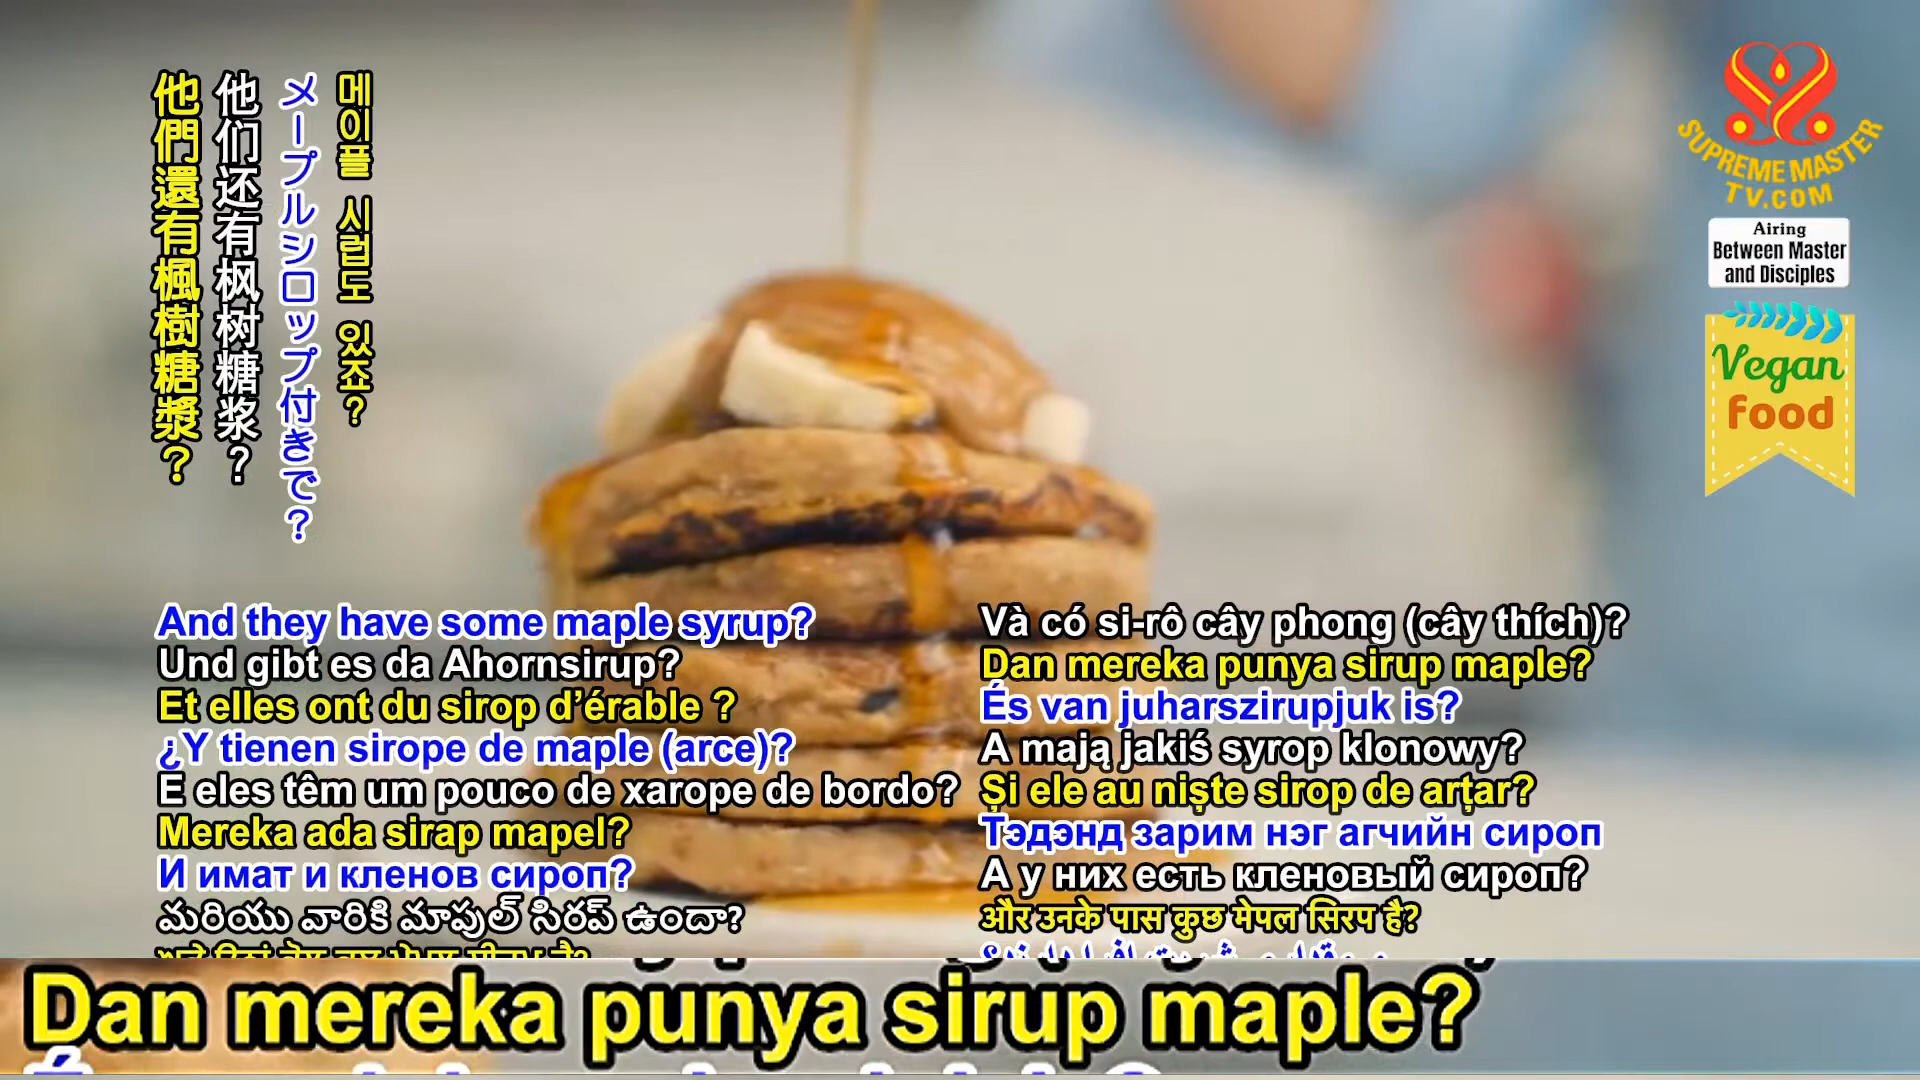 他們還有楓樹糖漿？
他们还有枫树糖浆？
メープルシロップ付きで？
메이플 시럽도 있죠?
SUPREME MASTER
TV.COM
Airing
Between Master
and Disciples
Vegan
food
And they have some maple syrup?
Und gibt es da Ahornsirup?
Et elles ont du sirop d’érable ?
¿Y tienen sirope de maple (arce)?
E eles têm um pouco de xarope de bordo?
Mereka ada sirap mapel?
И имат и кленов сироп?
మరియు వారికి మాపుల్ సిరప్ ఉందా?
Và có si-rô cây phong (cây thích)?
Dan mereka punya sirup maple?
És van juharszirupjuk is?
A mają jakiś syrop klonowy?
Și ele au niște sirop de arțar?
Тэдэнд зарим нэг агчийн сироп
А у них есть кленовый сироп?
और उनके पास कुछ मेपल सिरप है?
Dan mereka punya sirup maple?